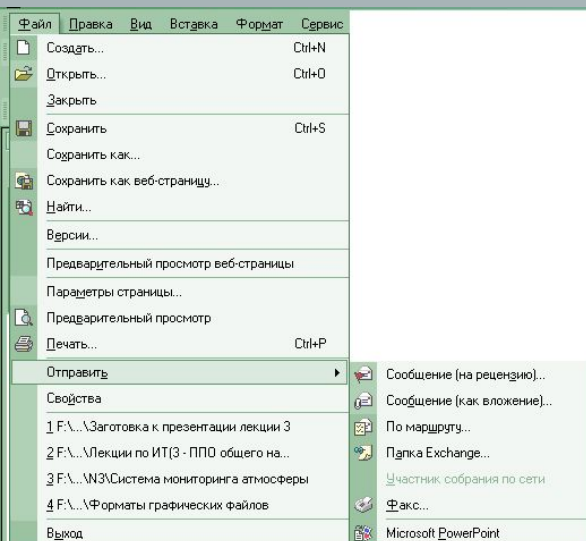 Файл Правка Вид Вставка Формат Сервис
Создать... Ctrl+N
Открыть... Ctrl+O
Закрыть
Сохранить Ctrl+S
Сохранить как...
Сохранить как веб-страницу...
Найти...
Версии...
Предварительный просмотр веб-страницы
Параметры страницы...
Предварительный просмотр
Печать... Ctrl+P
Отправить
Сообщение (на рецензию)...
Свойства
Сообщение (как вложение)...
1 F:\...\Заготовка к презентации лекции 3
По маршруту...
2 F:\...\Лекции по ИТ(3 - ППО общего на...
Папка Exchange...
3 F:\...\N3\Система мониторинга атмосферы
Участник собрания по сети
4 F:\...\Форматы графических файлов
Факс...
Выход
Microsoft PowerPoint